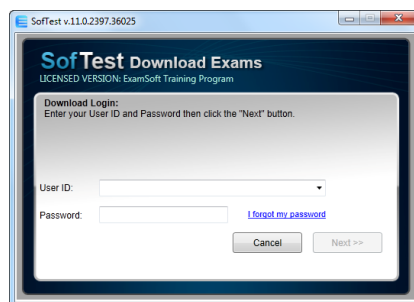 SofTest v.11.0.2397.36025
SofTest Download Exams
LICENSED VERSION: ExamSoft Training Program
Download Login:
Enter your User ID and Password then click the "Next" button.
User ID:
Password:
I forgot my password
Cancel
Next >>